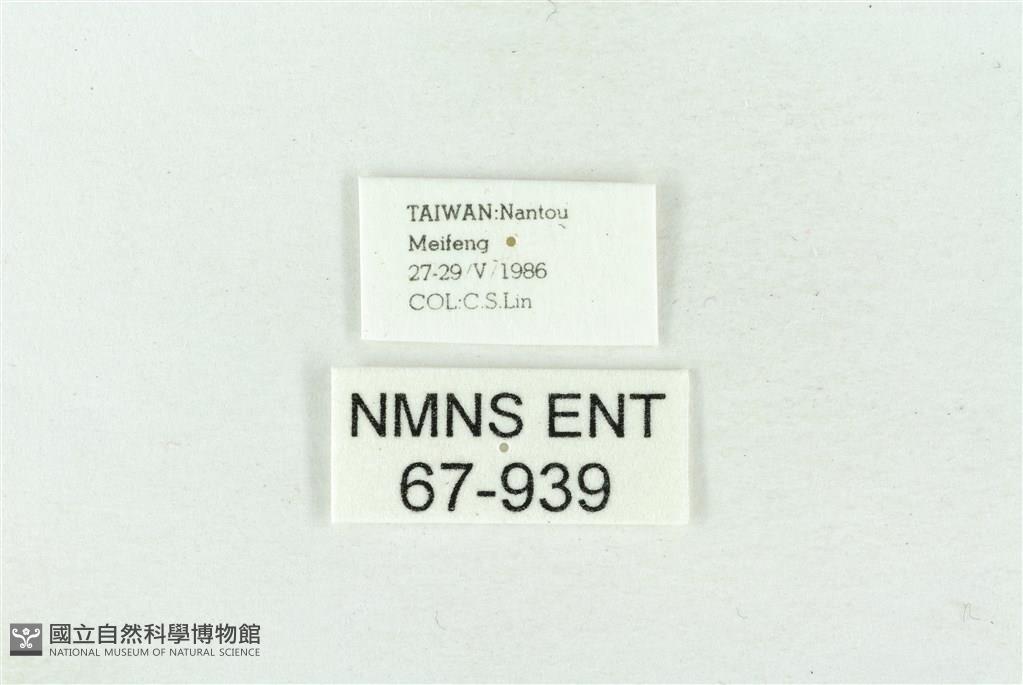 TAIWAN:Nantou
Meifeng
27-29/V/1986
COL:C.S.Lin
NMNS ENT
67-939
國立自然科學博物館
NATIONAL MUSEUM OF NATURAL SCIENCE